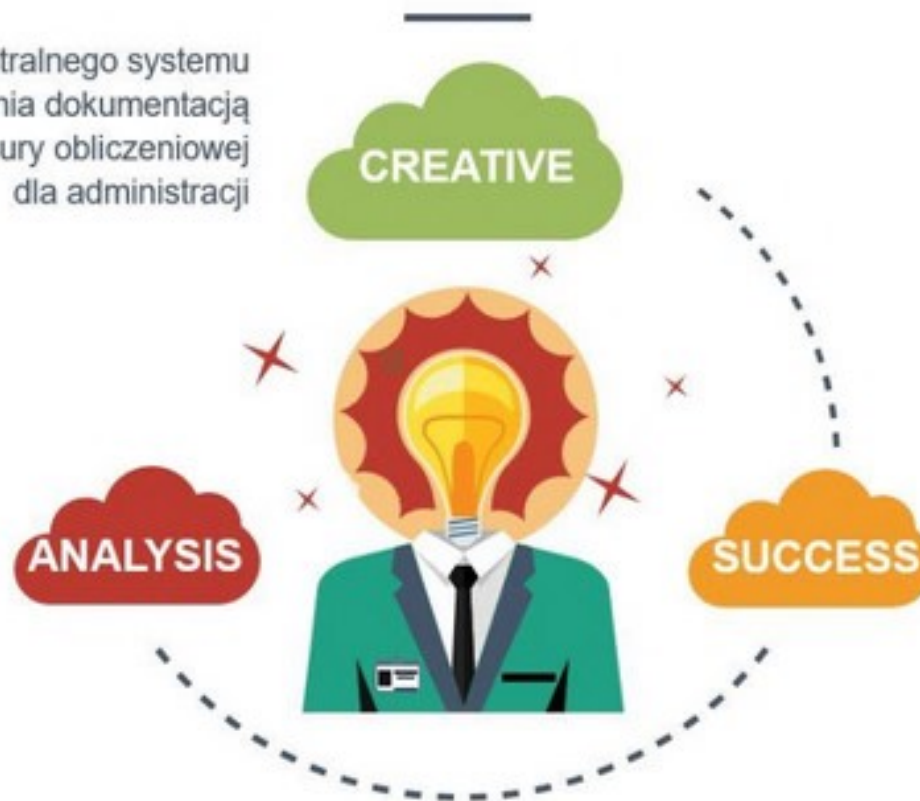 tralnego systemu
nia dokumentacją
ury obliczeniowej
dla administracji
CREATIVE
ANALYSIS
SUCCESS